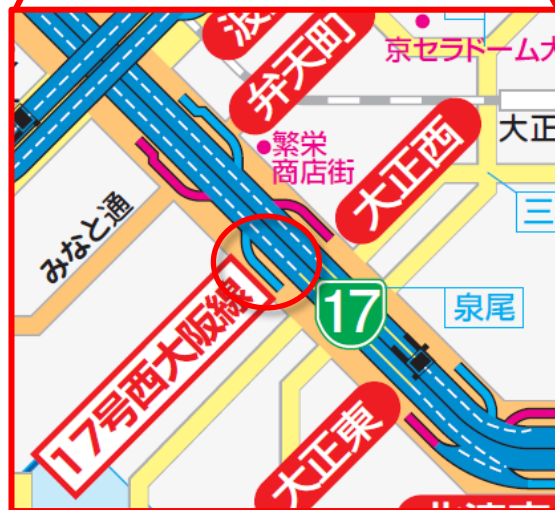 弁天町
京セラドーム大
大正
繁栄
商店街
大正西
三
みなと通
17号西大阪線
17
泉尾
大正東